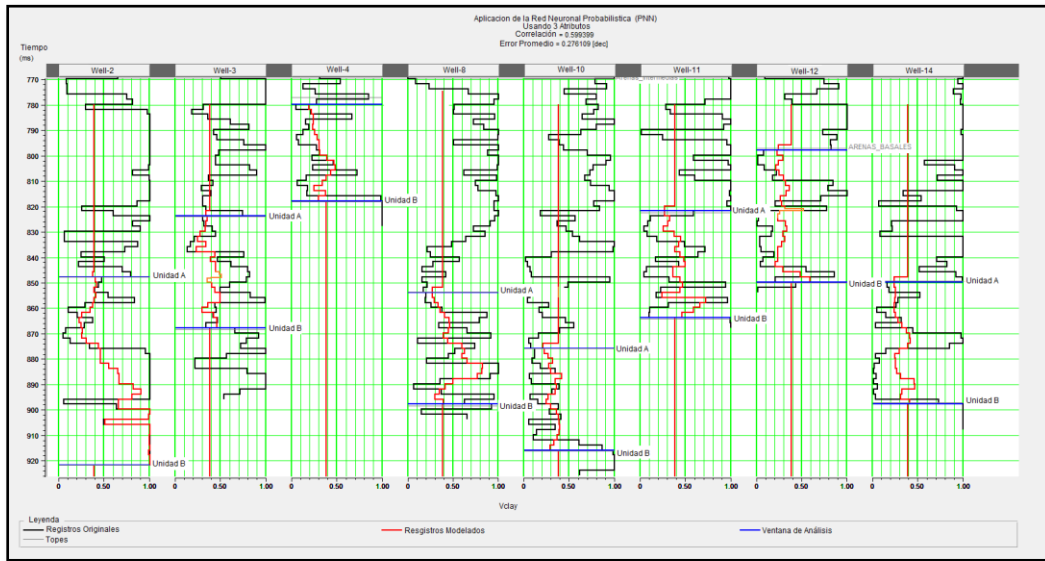 Aplicacion de la Red Neuronal Probabilistica (PNN)
Usando 3 Atributos
Correlación = 0.599399
Error Promedio = 0.276109 [dec]
Tiempo
(ms)
Well-2 Well-3 Well-4 Well-8 Well-10 Well-11 Well-12 Well-14
770
780
790
ARENAS_BASALES
800
810
Unidad B
820
Unidad A Unidad A
830
840
Unidad A Unidad B Unidad A
850
Unidad A
860
Unidad B Unidad B
870
Unidad A
880
890
Unidad B Unidad B
900
910
Unidad B
920
Unidad B
0 0.50 1.00 0 0.50 1.00 0 0.50 1.00 0 0.50 1.00 0 0.50 1.00 0 0.50 1.00 0 0.50 1.00 0 0.50 1.00
Vclay
Leyenda
Registros Originales Resgistros Modelados Ventana de Análisis
Topes